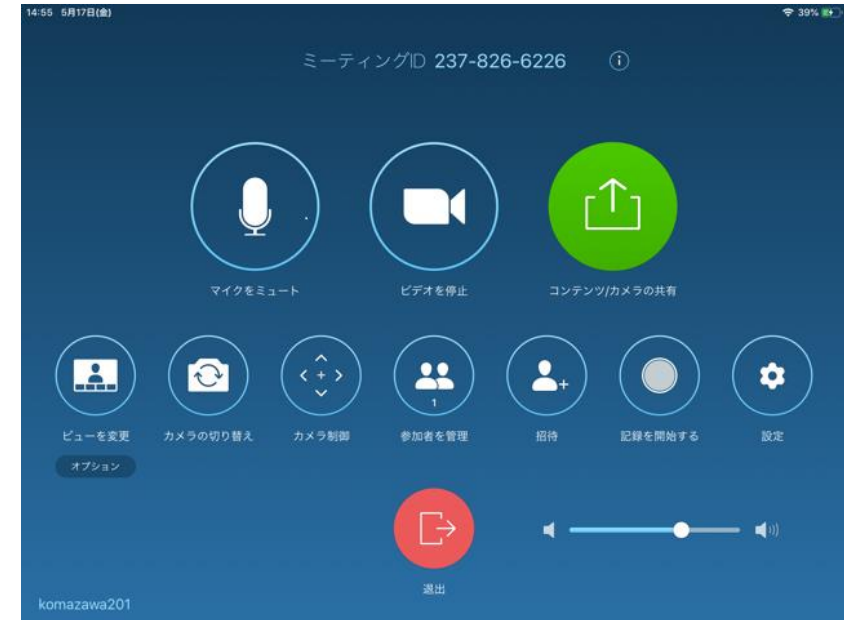 14:55 5月17日(金)
39%
ミーティングID 237-826-6226
マイクをミュート
ビデオを停止
コンテンツ/カメラの共有
1
ビューを変更
カメラの切り替え
カメラ制御
参加者を管理
招待
記録を開始する
設定
オプション
退出
komazawa201